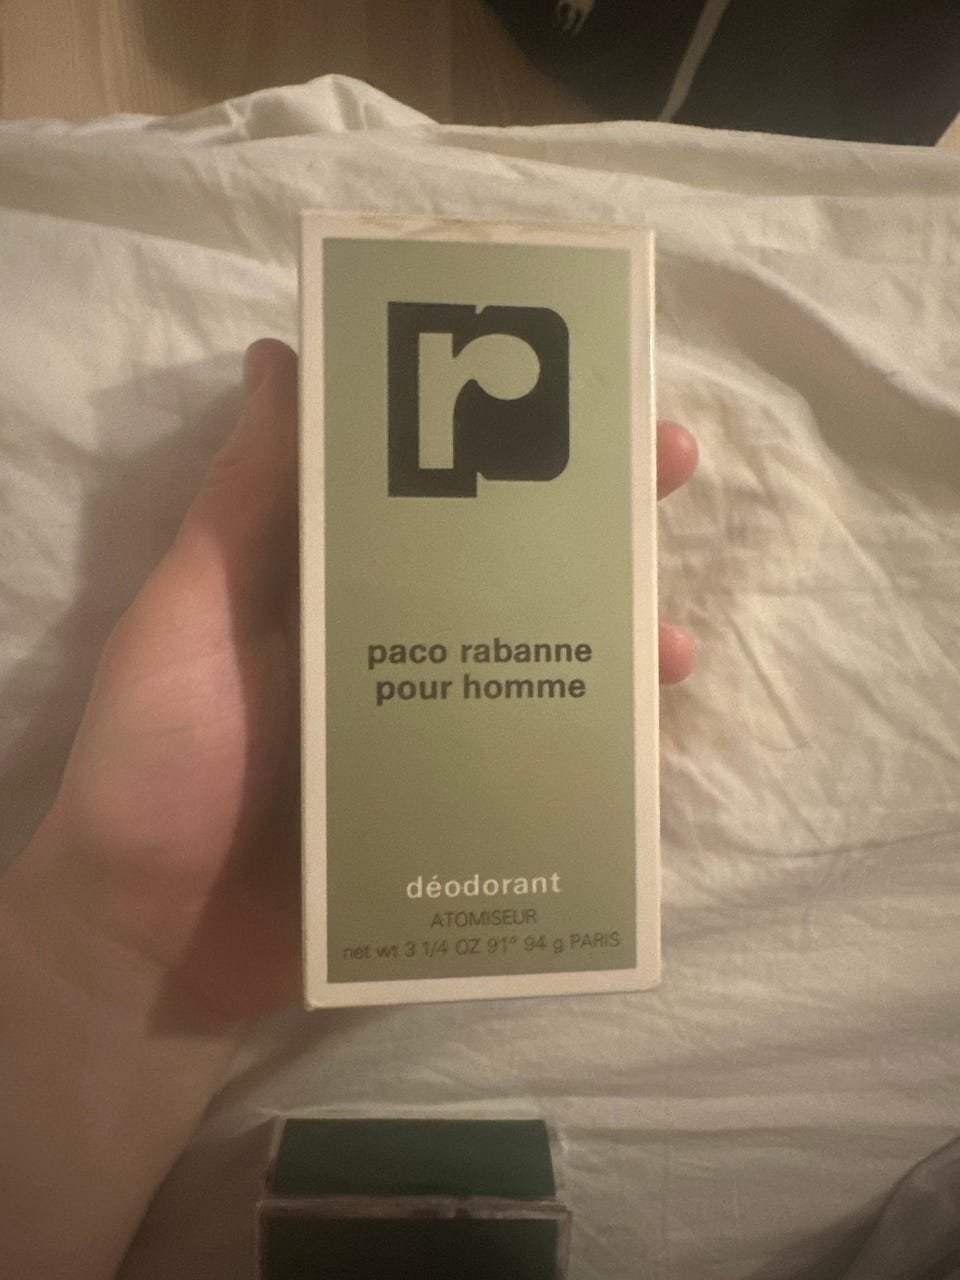 paco rabanne
pour homme
déodorant
ATOMISEUR
net wt 3 1/4 OZ 91° 94 g PARIS